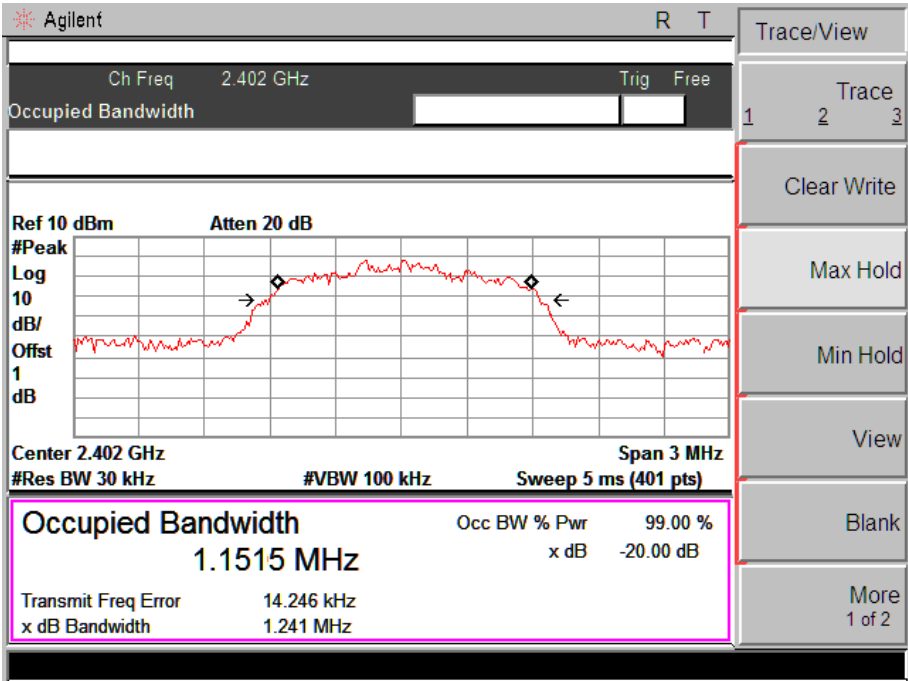 Agilent R T
Trace/View
Ch Freq 2.402 GHz Trig Free
Occupied Bandwidth
Trace
1 2 3
Clear Write
Ref 10 dBm Atten 20 dB
#Peak
Log
10
dB/
Offst
1
dB
Max Hold
Min Hold
View
Center 2.402 GHz Span 3 MHz
#Res BW 30 kHz #VBW 100 kHz Sweep 5 ms (401 pts)
Occupied Bandwidth Occ BW % Pwr 99.00 %
1.1515 MHz x dB -20.00 dB
Transmit Freq Error 14.246 kHz
x dB Bandwidth 1.241 MHz
Blank
More
1 of 2